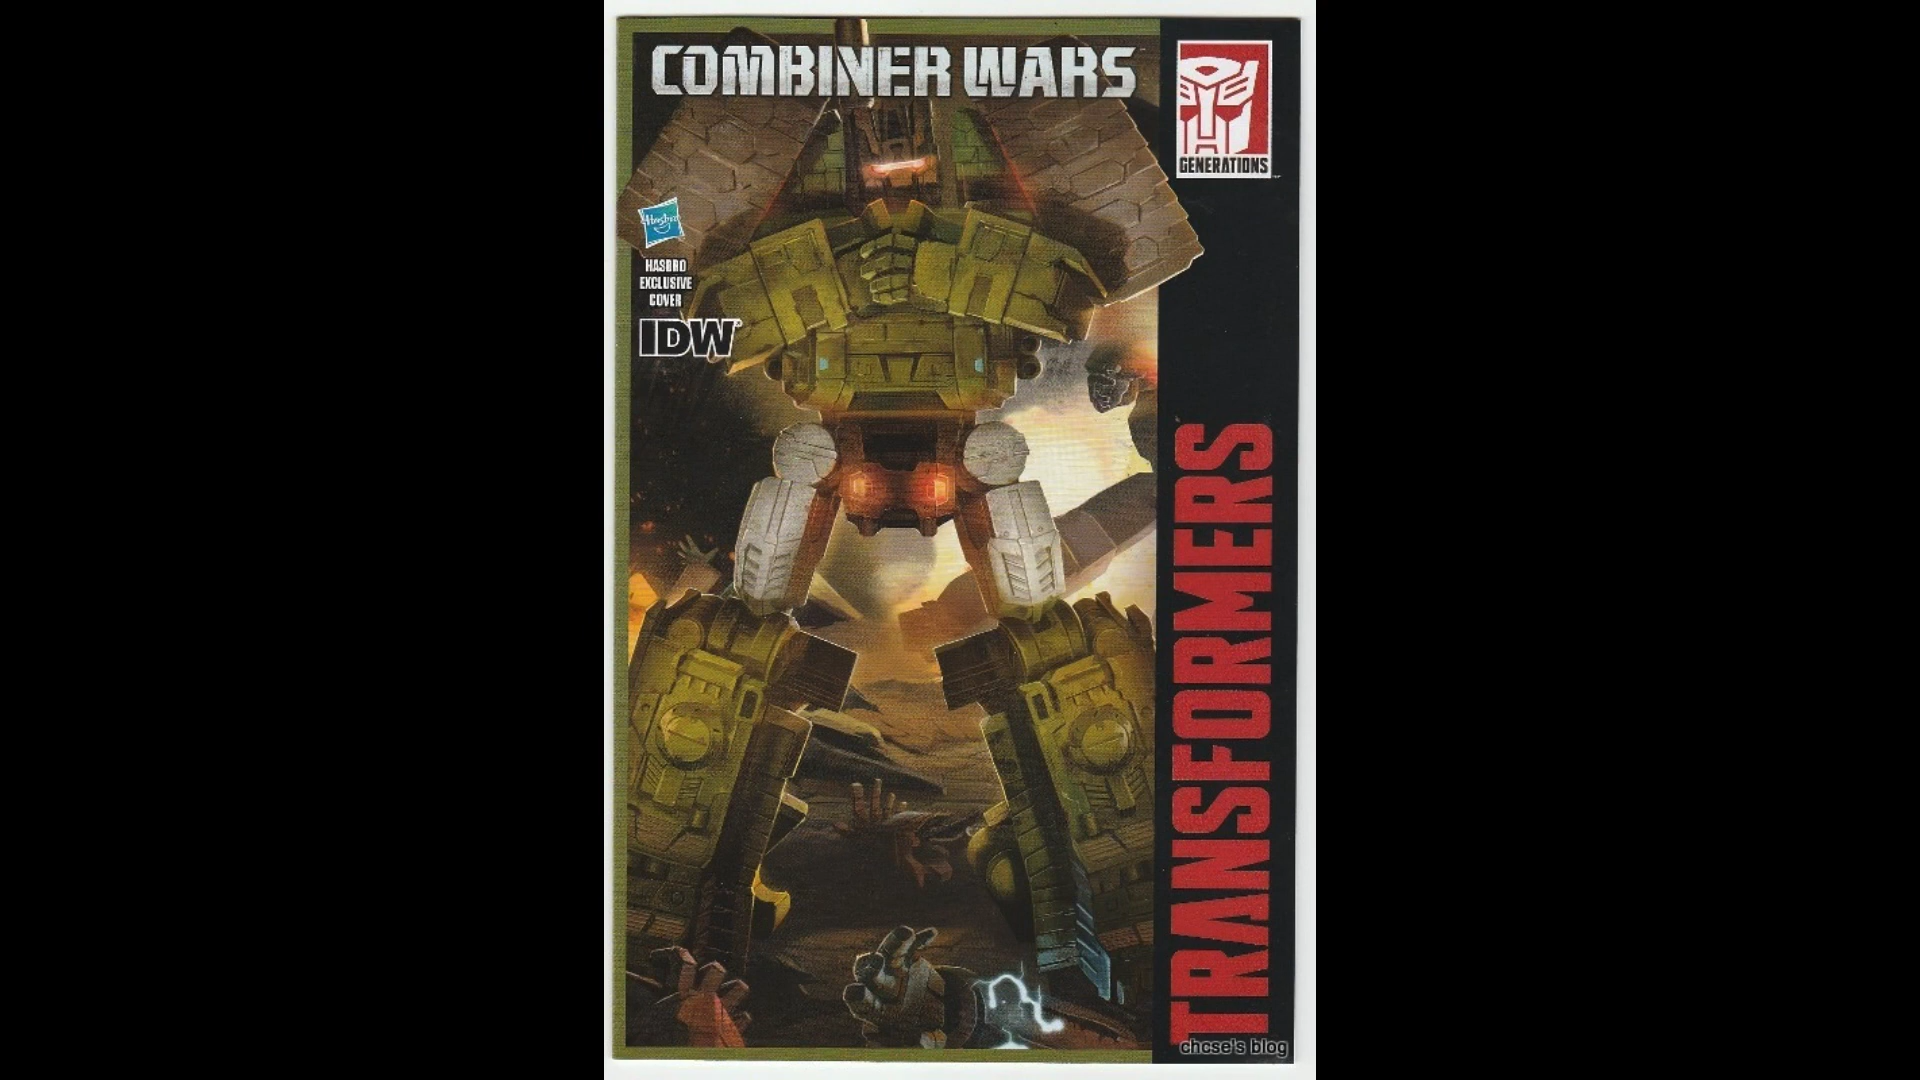 COMBINER WARS
GENERATIONS
Hasbro
HASBRO
EXCLUSIVE
COVER
IDW
TRANSFORMERS
chcse's blog